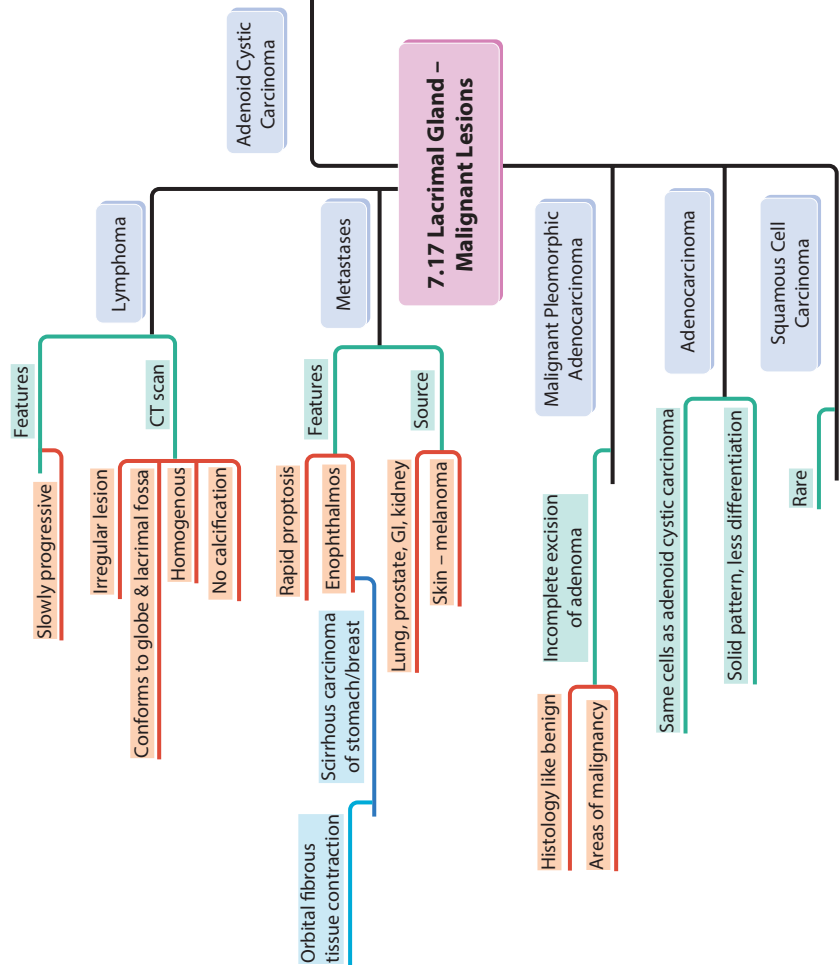 7.17 Lacrimal Gland –
Malignant Lesions
Adenoid Cystic
Carcinoma
Lymphoma
Features
Slowly progressive
CT scan
Irregular lesion
Conforms to globe & lacrimal fossa
Homogenous
No calcification
Metastases
Features
Rapid proptosis
Enophthalmos
Scirrhous carcinoma
of stomach/breast
Orbital fibrous
tissue contraction
Source
Lung, prostate, GI, kidney
Skin – melanoma
Malignant Pleomorphic
Adenocarcinoma
Incomplete excision
of adenoma
Histology like benign
Areas of malignancy
Adenocarcinoma
Same cells as adenoid cystic carcinoma
Solid pattern, less differentiation
Squamous Cell
Carcinoma
Rare